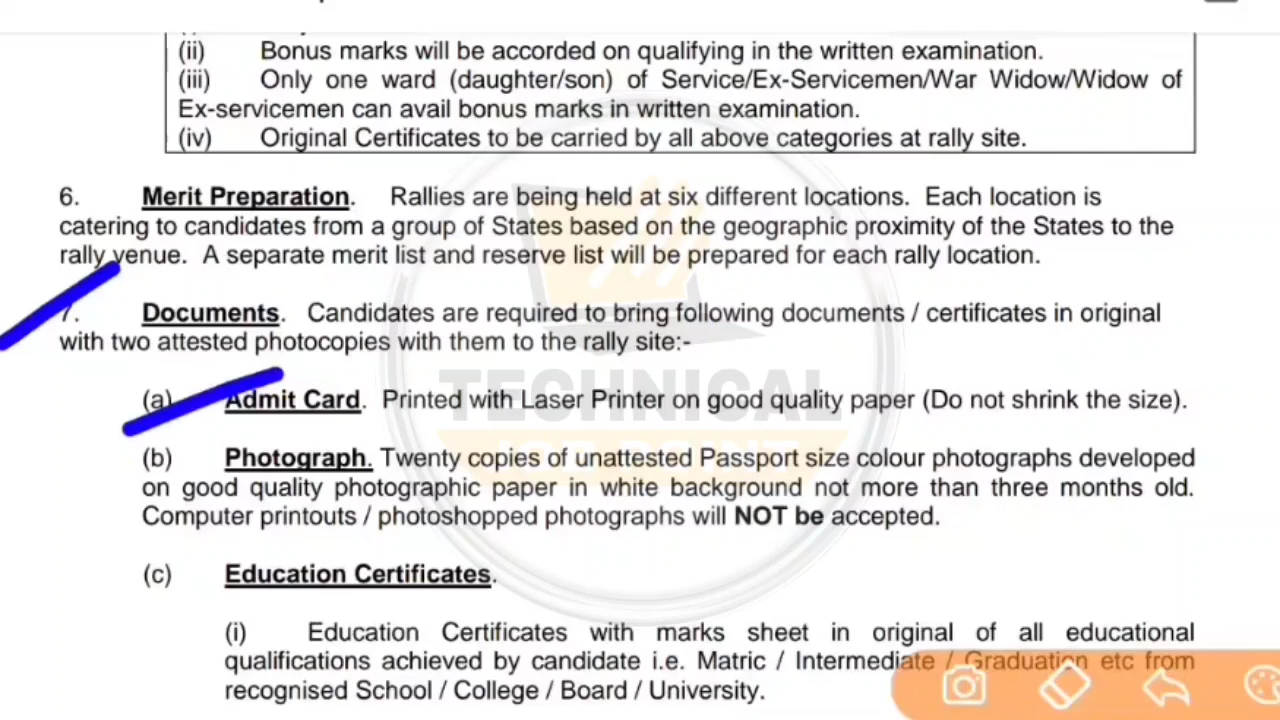 (ii) Bonus marks will be accorded on qualifying in the written examination.
(iii) Only one ward (daughter/son) of Service/Ex-Servicemen/War Widow/Widow of
Ex-servicemen can avail bonus marks in written examination.
(iv) Original Certificates to be carried by all above categories at rally site.
6. Merit Preparation. Rallies are being held at six different locations. Each location is
catering to candidates from a group of States based on the geographic proximity of the States to the
rally venue. A separate merit list and reserve list will be prepared for each rally location.
7. Documents. Candidates are required to bring following documents / certificates in original
with two attested photocopies with them to the rally site:-
(a) Admit Card. Printed with Laser Printer on good quality paper (Do not shrink the size).
TECHNICAL
JOB POINT
(b) Photograph. Twenty copies of unattested Passport size colour photographs developed
on good quality photographic paper in white background not more than three months old.
Computer printouts / photoshopped photographs will NOT be accepted.
(c) Education Certificates.
(i) Education Certificates with marks sheet in original of all educational
qualifications achieved by candidate i.e. Matric / Intermediate / Graduation etc from
recognised School / College / Board / University.